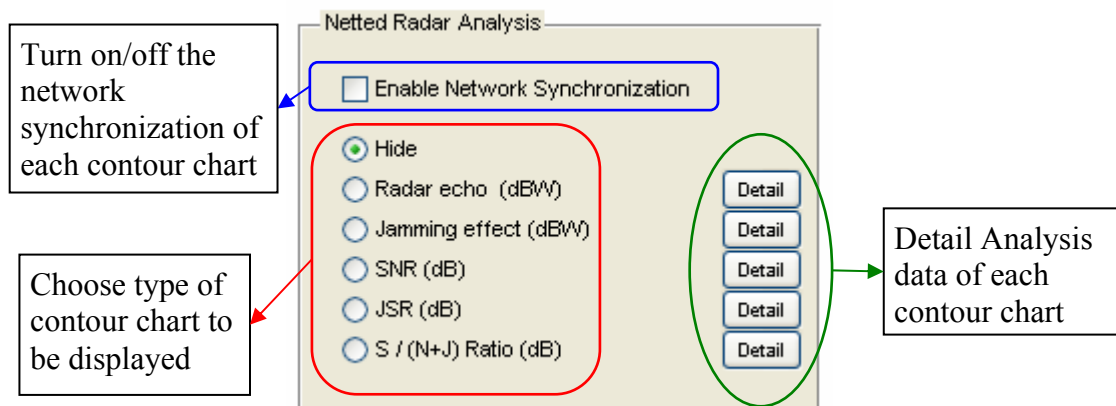 Netted Radar Analysis
Turn on/off the
network
synchronization of
each contour chart
Enable Network Synchronization
Hide
Radar echo (dBW)
Detail
Jamming effect (dBW)
Detail
SNR (dB)
Detail
JSR (dB)
Detail
S / (N+J) Ratio (dB)
Detail
Choose type of
contour chart to
be displayed
Detail Analysis
data of each
contour chart